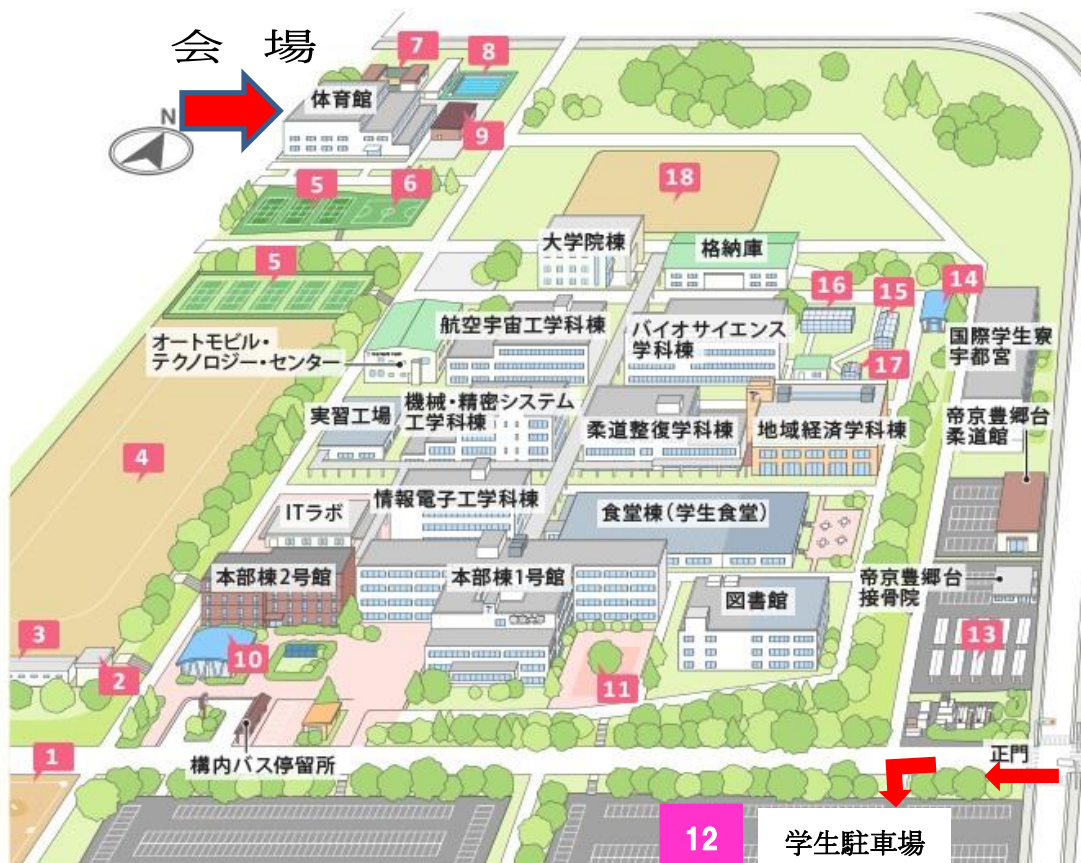 会 場
7
8
体育館
N
9
5
6
18
大学院棟
格納庫
5
16
15
14
オートモビル・
テクノロジー・センター
航空宇宙工学科棟
バイオサイエンス
学科棟
国際学生寮
宇都宮
17
実習工場
機械・精密システム
工学科棟
柔道整復学科棟
地域経済学科棟
帝京豊郷台
柔道館
4
ITラボ
情報電子工学科棟
食堂棟(学生食堂)
本部棟2号館
本部棟1号館
図書館
帝京豊郷台
接骨院
3
2
10
11
13
1
構内バス停留所
正門
12
学生駐車場